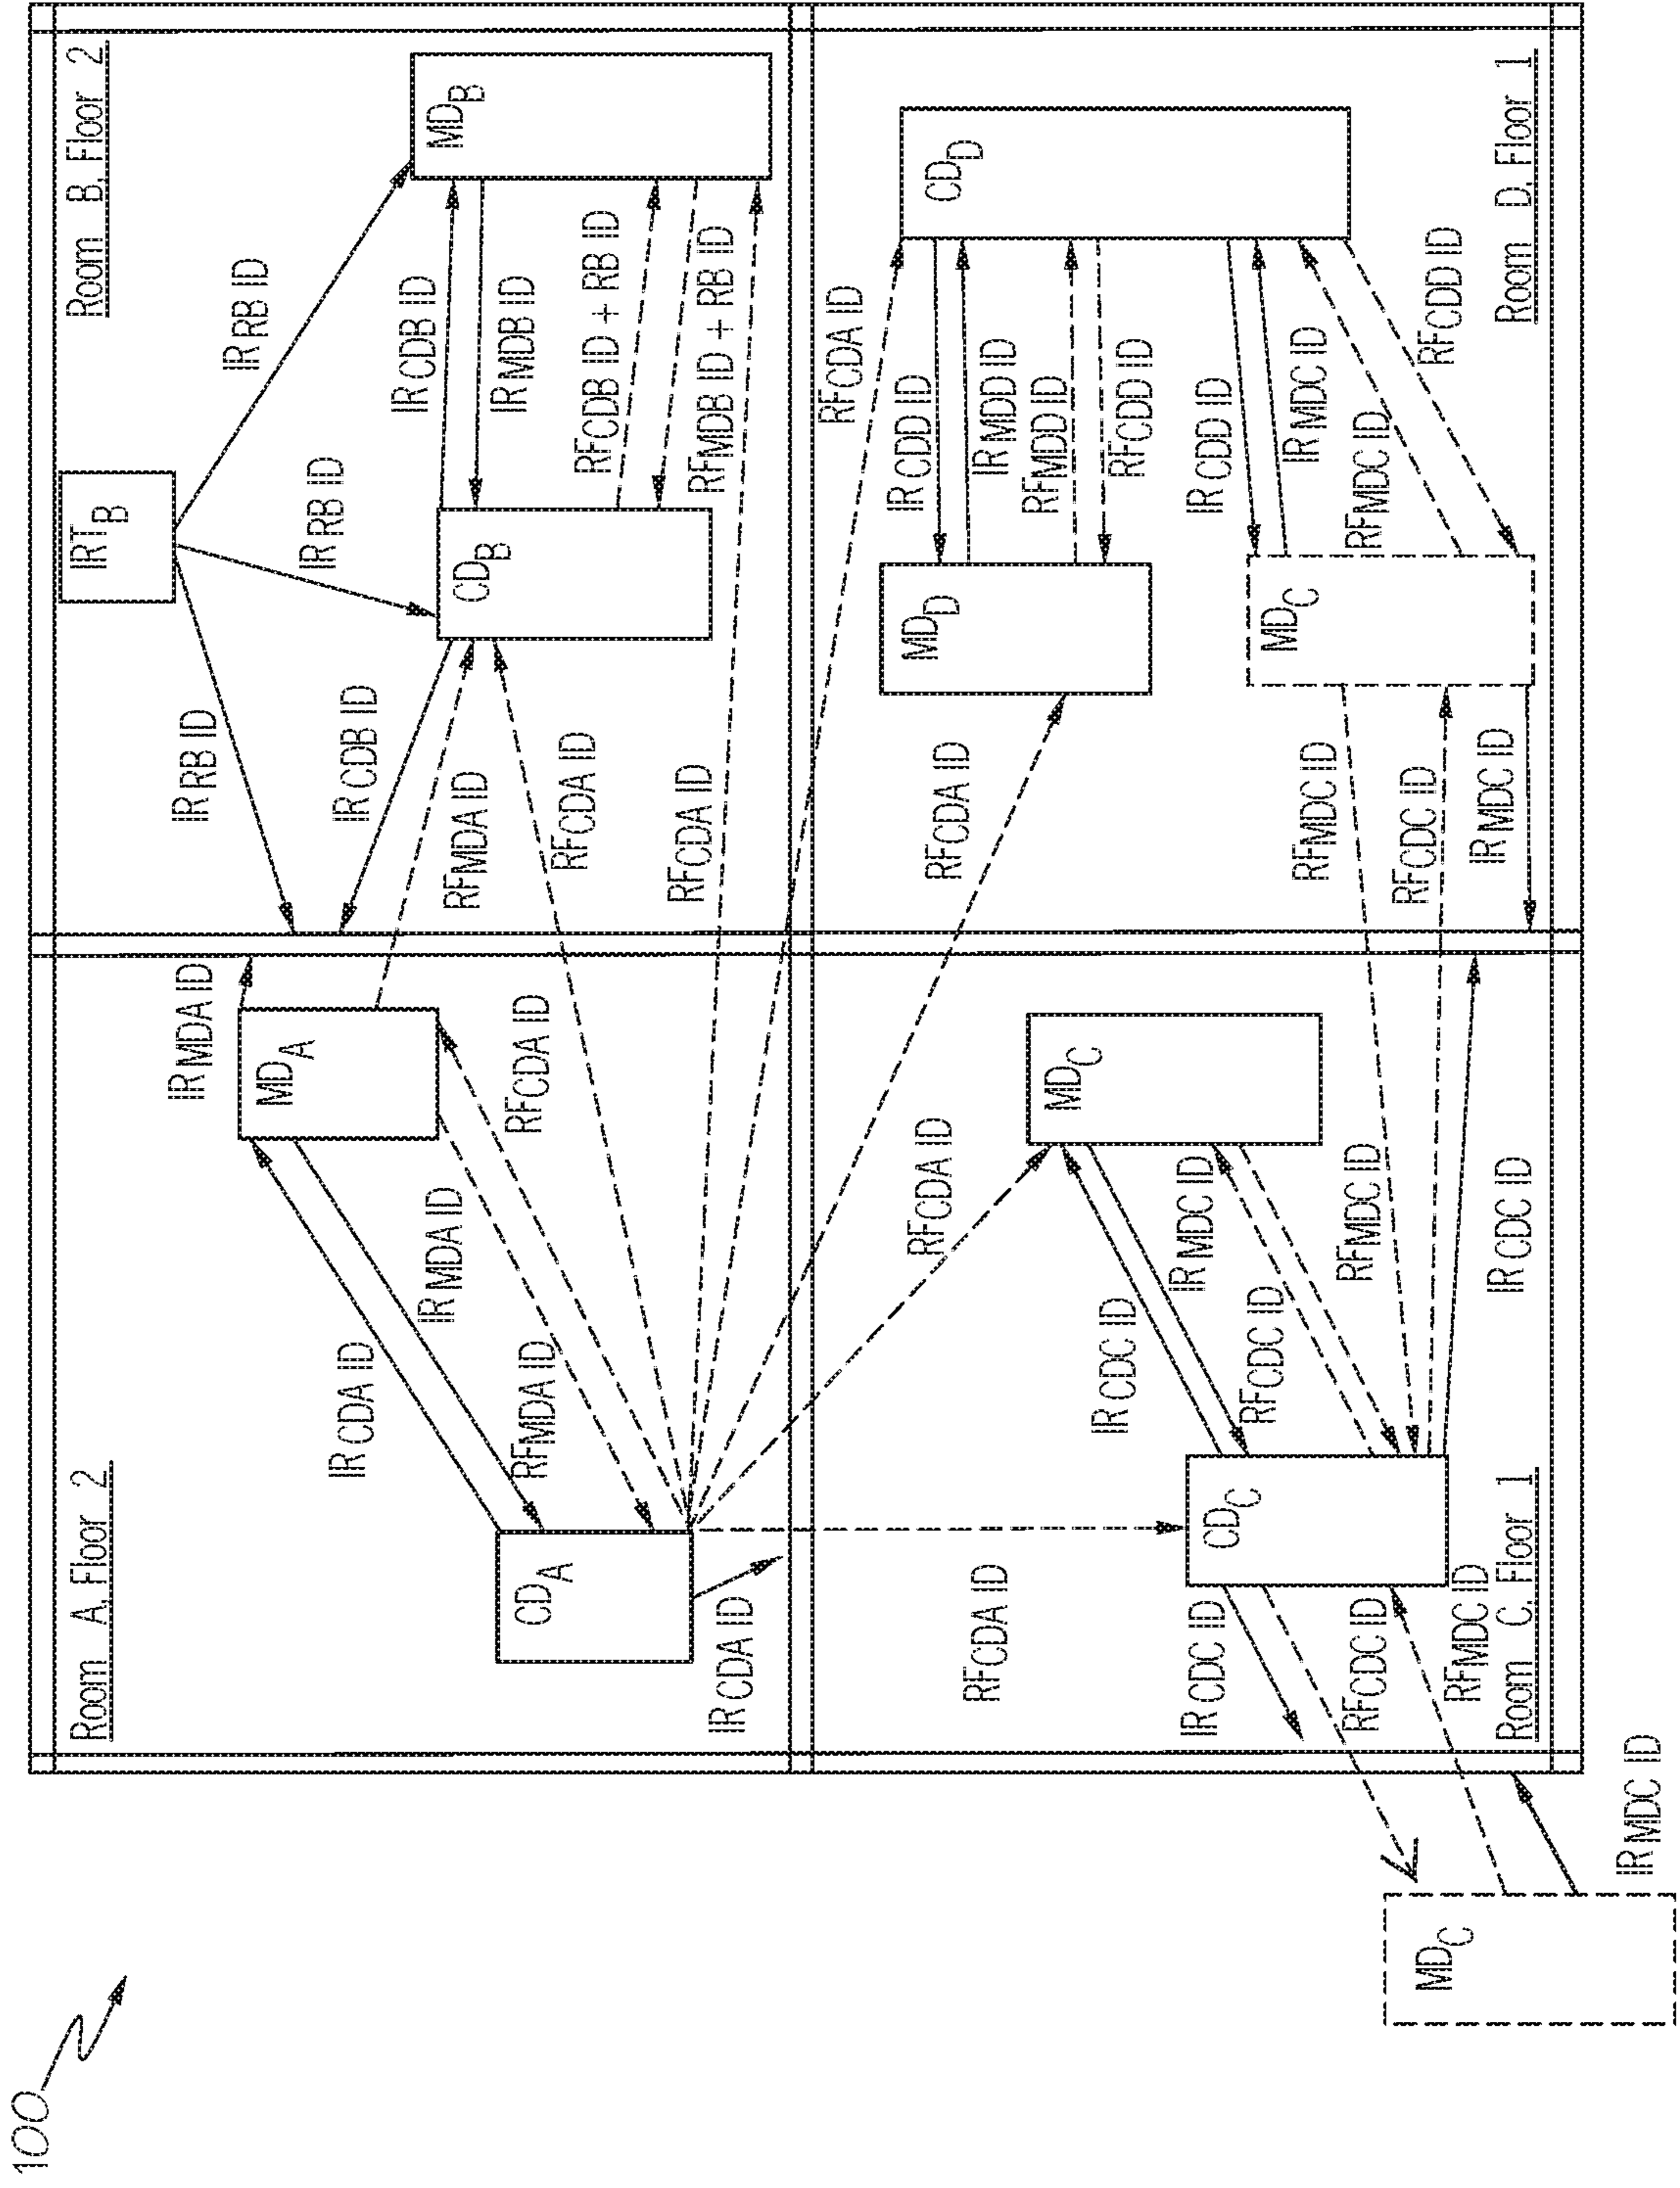 100
Room A, Floor 2
IR CDA ID
IR MDA ID
MDA
IR MDA ID
RFMDA ID
RFCDA ID
CDA
IR CDA ID
Room B, Floor 2
IRTB
IR RB ID
IR RB ID
IR RB ID
IR CDB ID
RFMDA ID
RFCDA ID
RFCDA ID
CDB
IR CDB ID
IR MDB ID
RFCDB ID + RB ID
RFMDB ID + RB ID
MDB
Room C, Floor 1
RFCDA ID
RFCDA ID
MDC
IR CDC ID
IR MDC ID
RFCDC ID
RFMDC ID
CDC
IR CDC ID
IR CDC ID
RFCDC ID
RFMDC ID
MDC
IR MDC ID
Room D, Floor 1
RFCDA ID
RFCDA ID
MDD
IR CDD ID
IR MDD ID
RFMDD ID
RFCDD ID
CDD
IR CDD ID
IR MDC ID
RFMDC ID
RFCDD ID
MDC
RFMDC ID
RFCDC ID
IR MDC ID